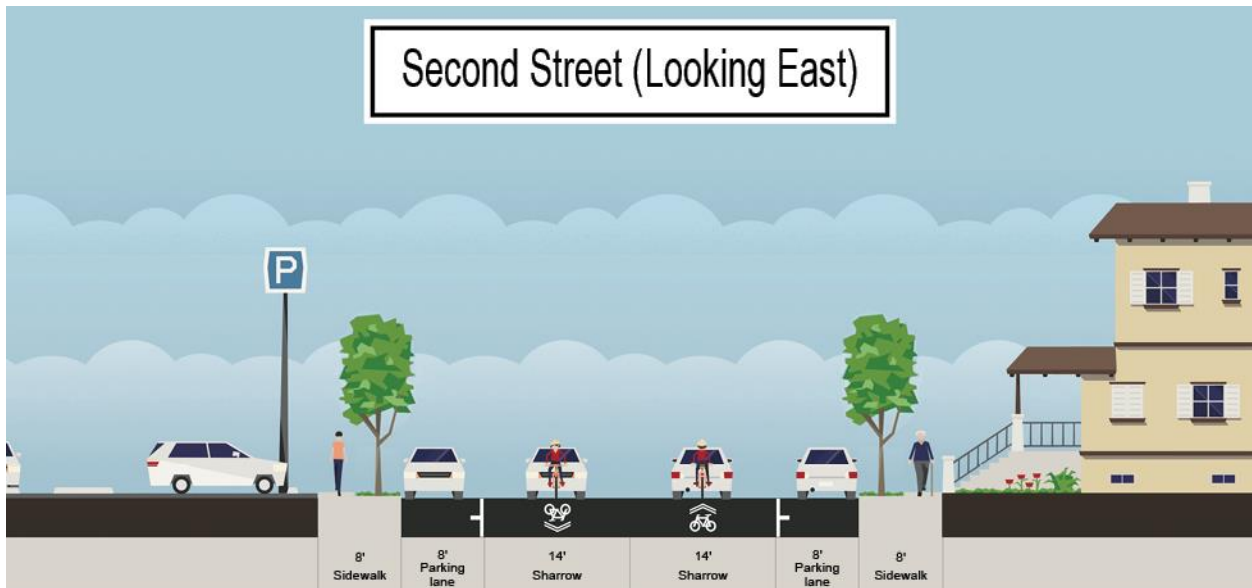 Second Street (Looking East)
P
8'
Sidewalk
8'
Parking
lane
14'
Sharrow
14'
Sharrow
8'
Parking
lane
8'
Sidewalk